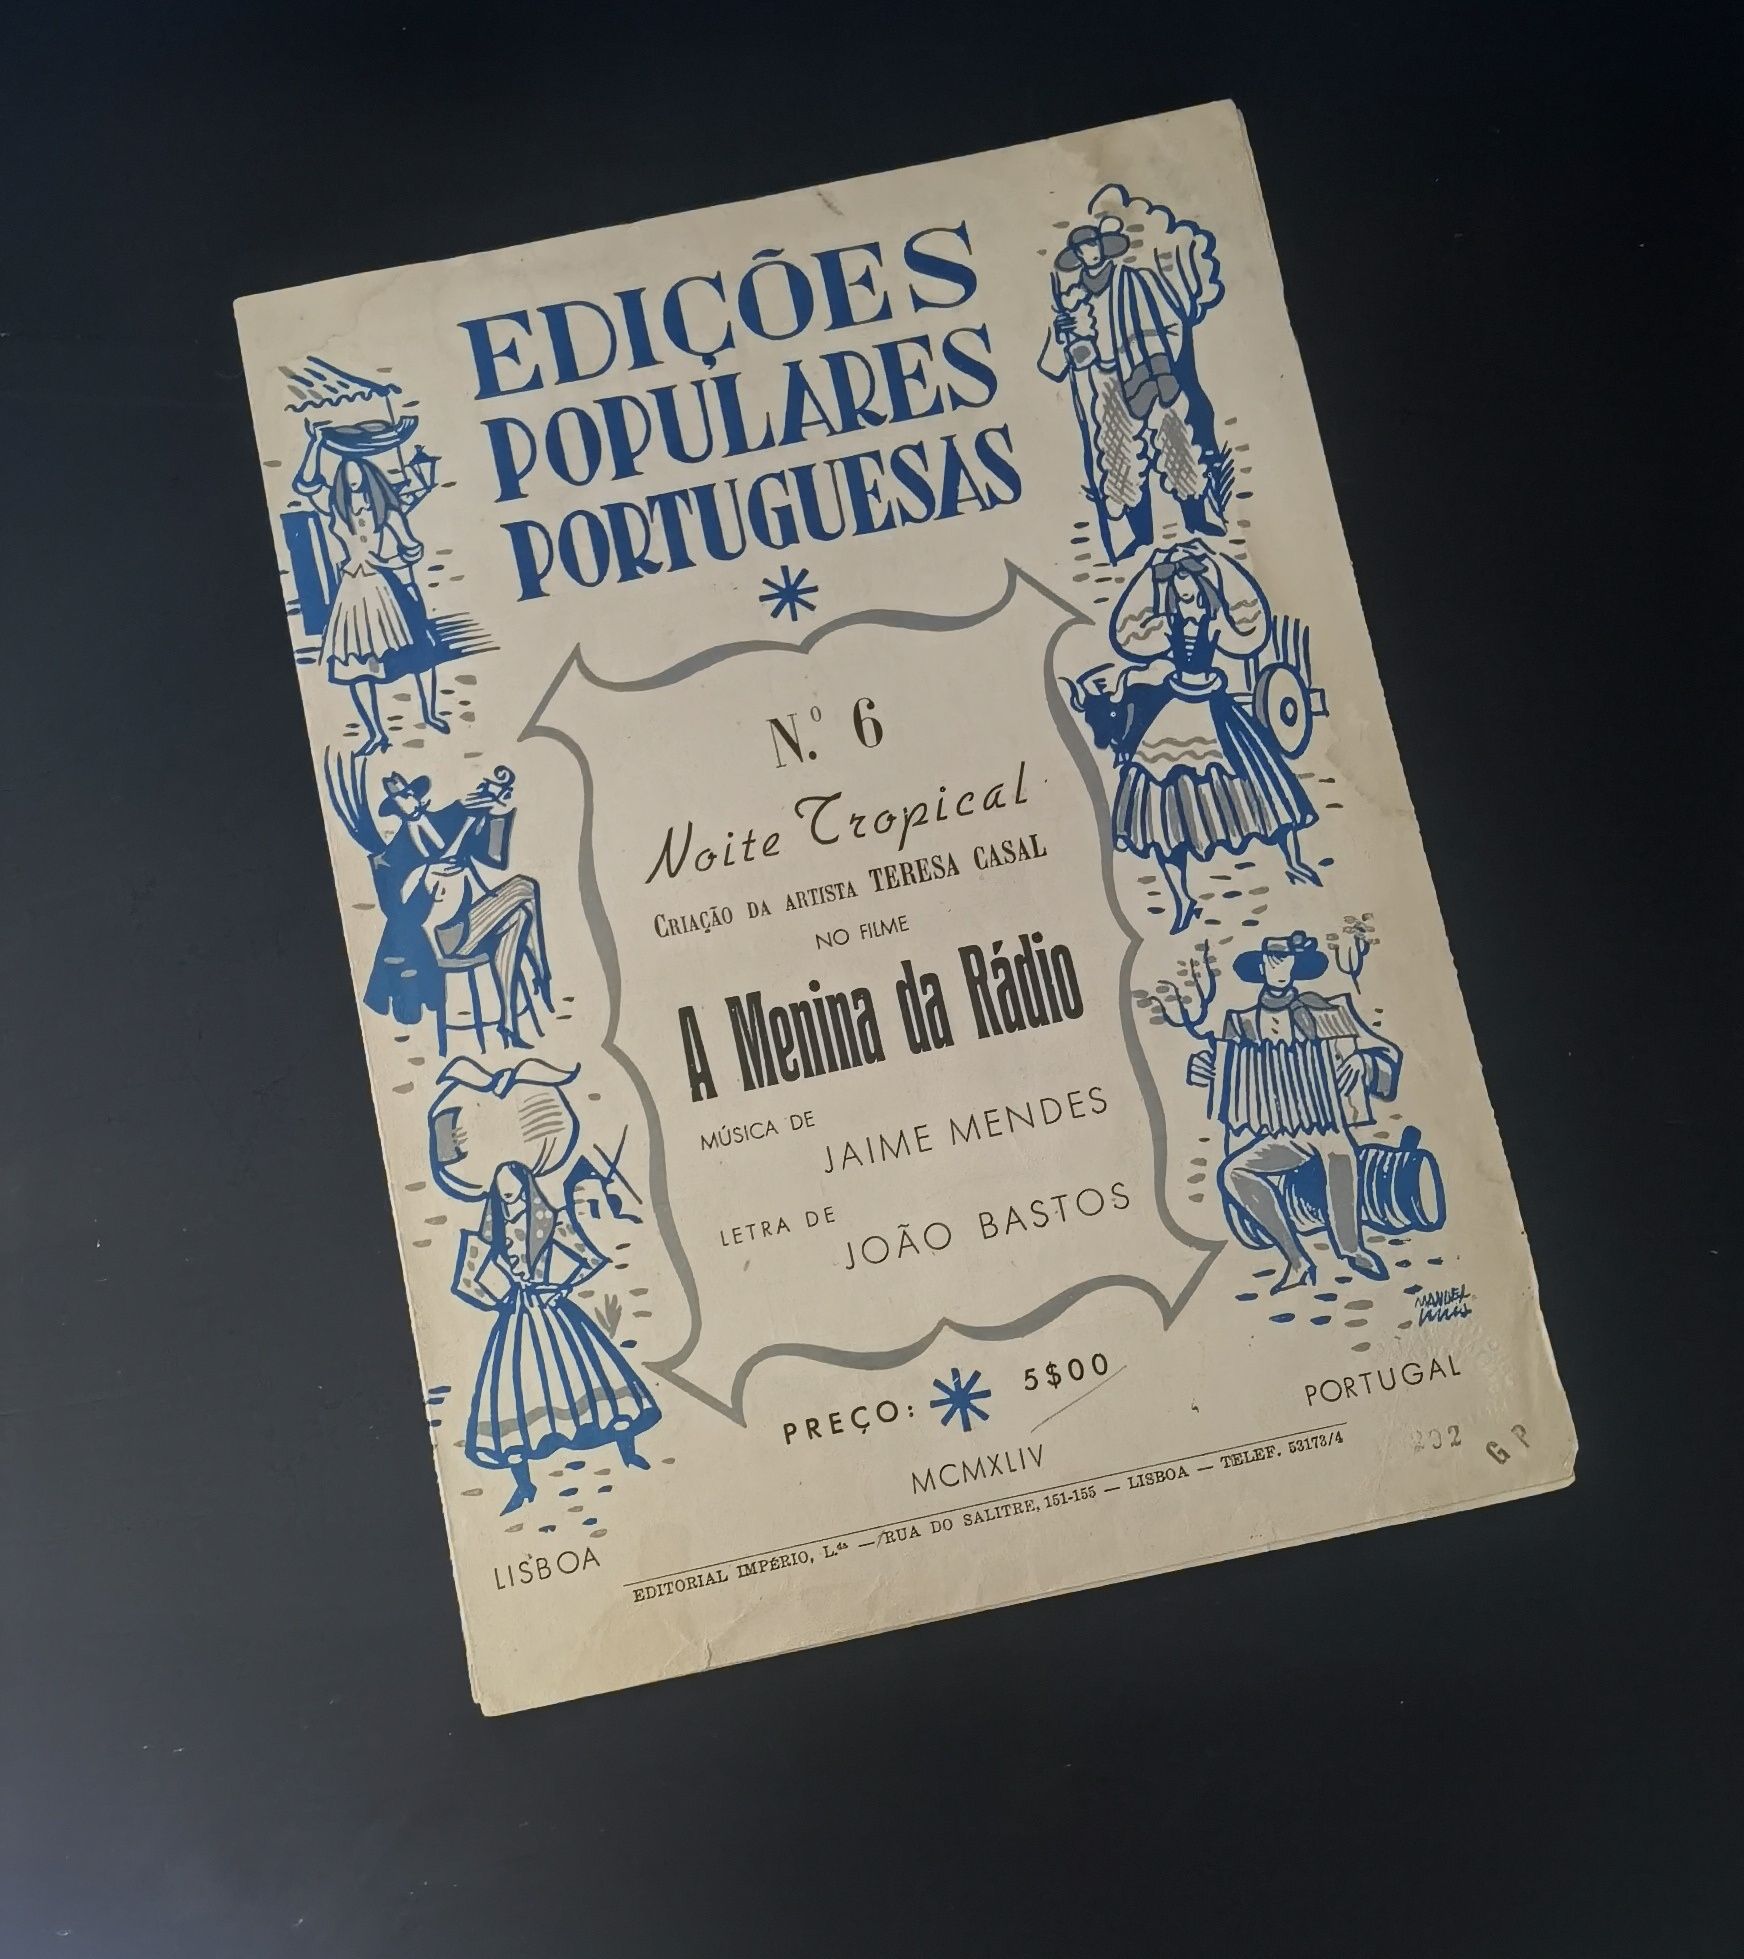 EDIÇÕES
POPULARES
PORTUGUESAS
N.º 6
Noite Tropical
CRIAÇÃO DA ARTISTA TERESA CASAL
NO FILME
A Menina da Rádio
MÚSICA DE
JAIME MENDES
LETRA DE
JOÃO BASTOS
MANUEL
PREÇO: 5$00
MCMXLIV
LISBOA
PORTUGAL
EDITORIAL IMPÉRIO, L.da — RUA DO SALITRE, 151-155 — LISBOA — TELEF. 53173/4
202
G P